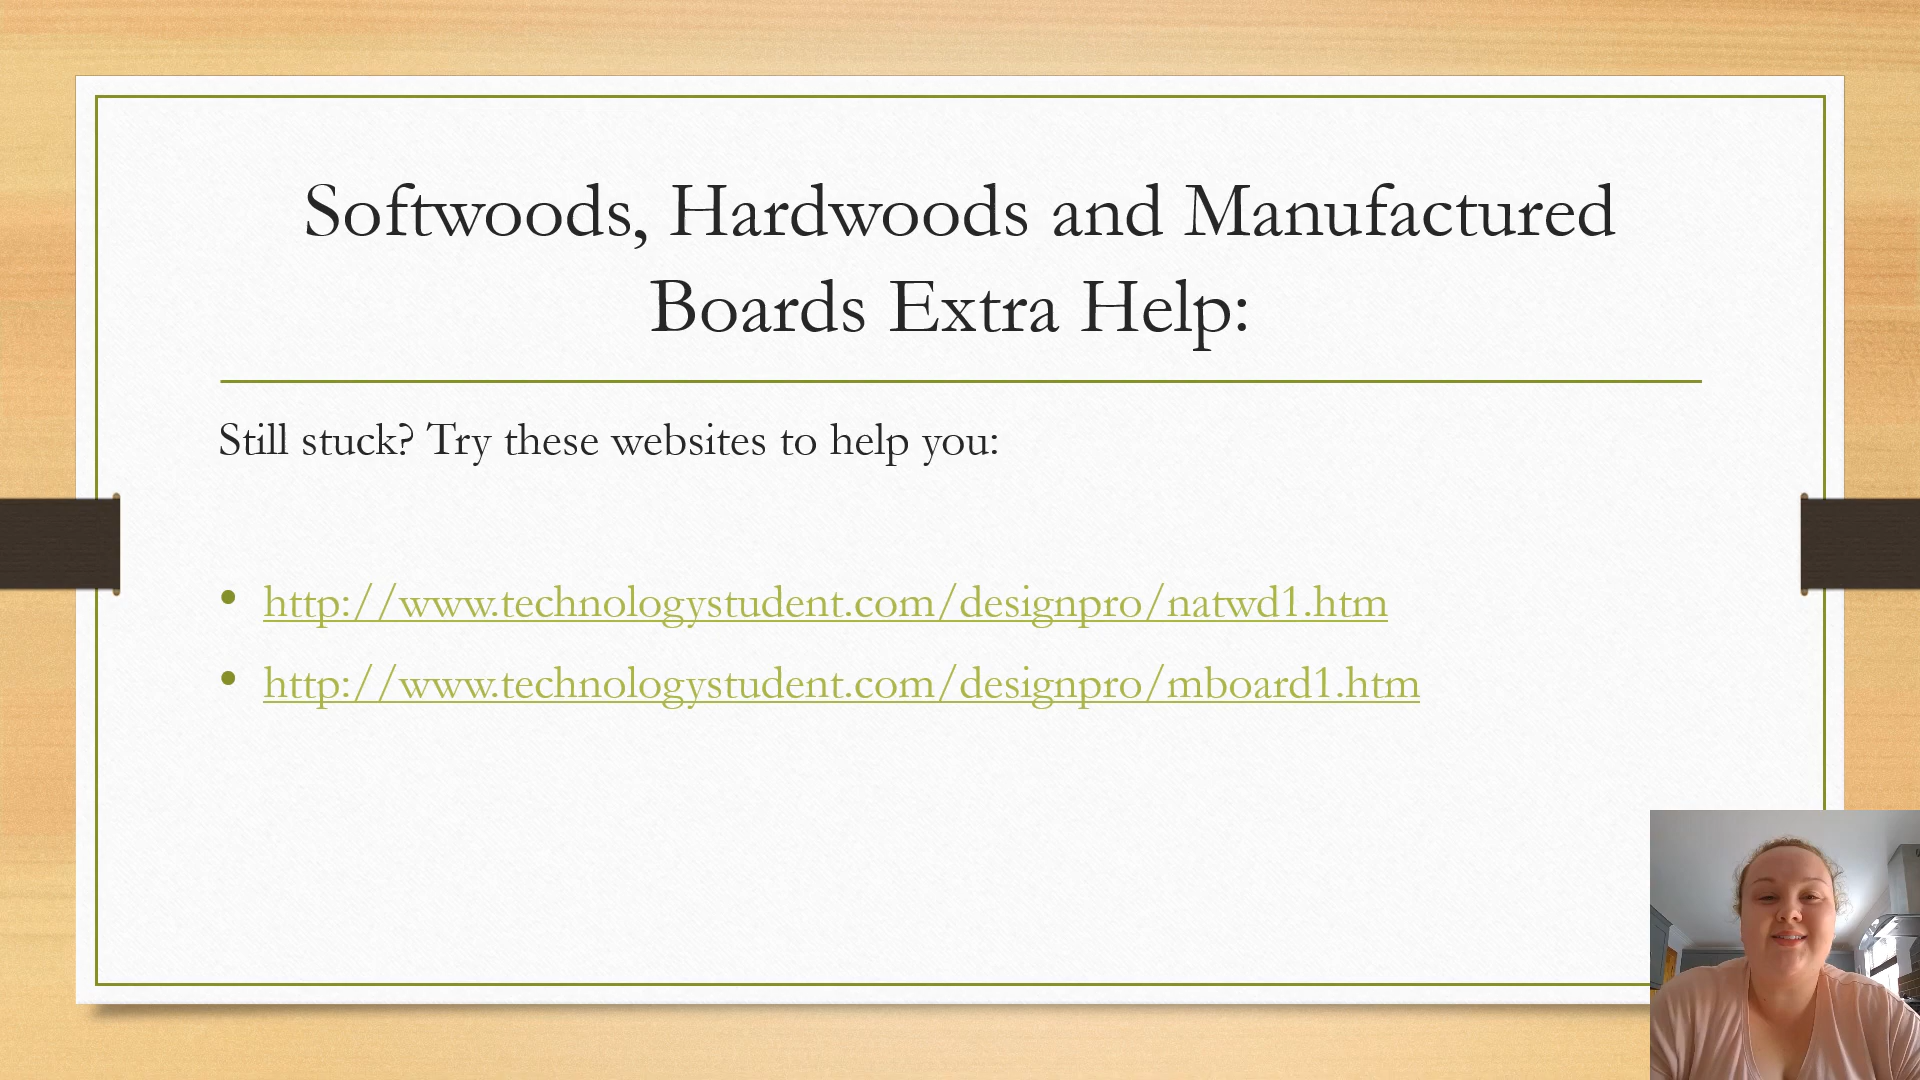 Softwoods, Hardwoods and Manufactured
Boards Extra Help:
Still stuck? Try these websites to help you:
• http://www.technologystudent.com/designpro/natwd1.htm
• http://www.technologystudent.com/designpro/mboard1.htm